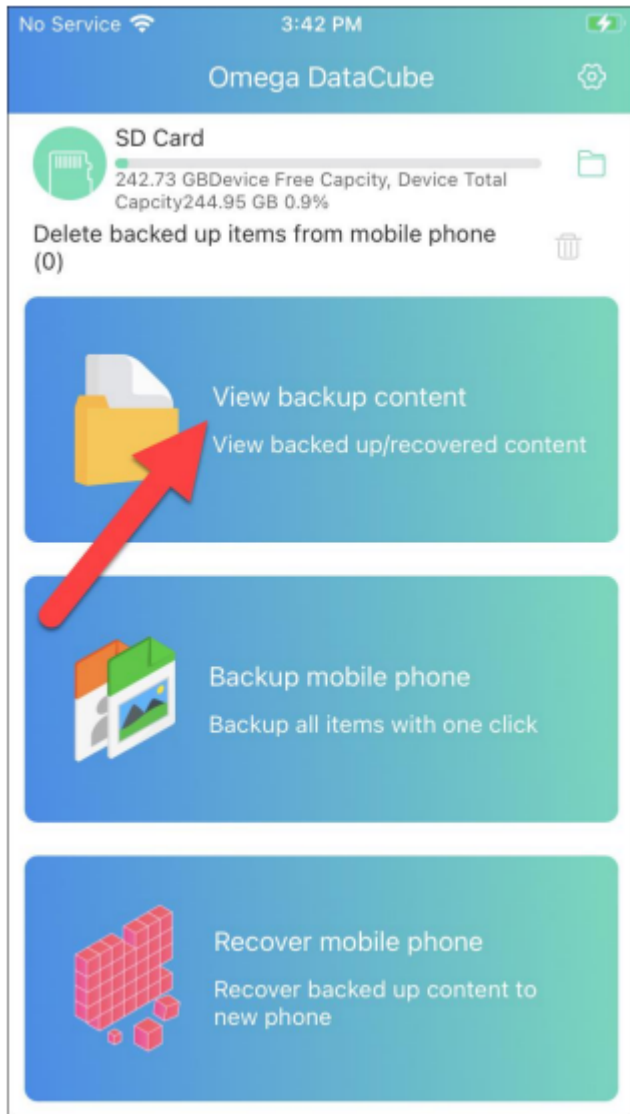 No Service 3:42 PM
Omega DataCube
SD Card
242.73 GBDevice Free Capcity, Device Total
Capcity244.95 GB 0.9%
Delete backed up items from mobile phone
(0)
View backup content
View backed up/recovered content
Backup mobile phone
Backup all items with one click
Recover mobile phone
Recover backed up content to
new phone